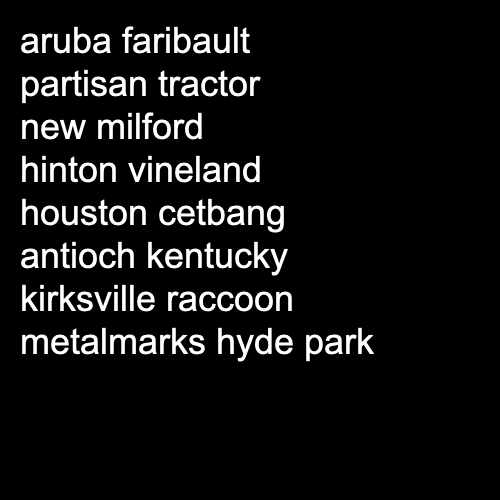 aruba faribault
partisan tractor
new milford
hinton vineland
houston cetbang
antioch kentucky
kirksville raccoon
metalmarks hyde park